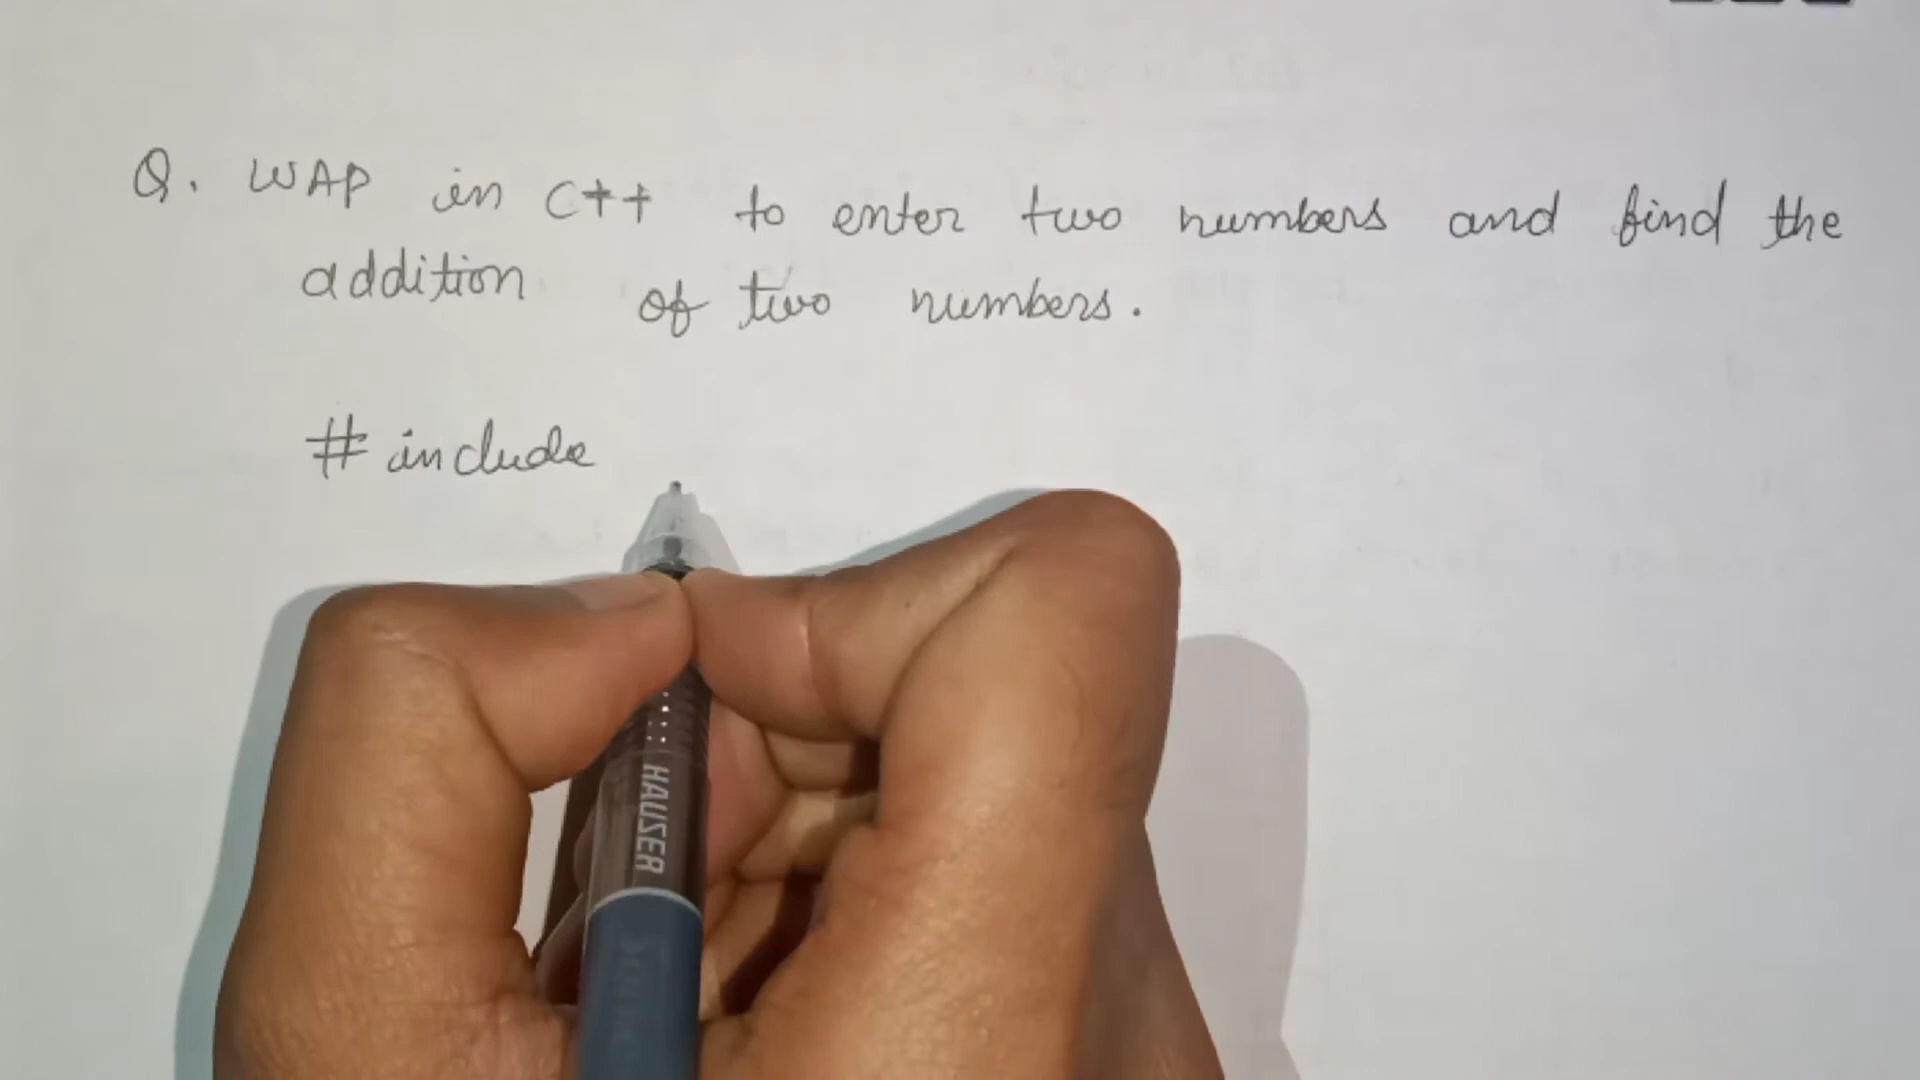 Q. WAP in C++ to enter two numbers and find the
addition of two numbers.
# include
HAUSER